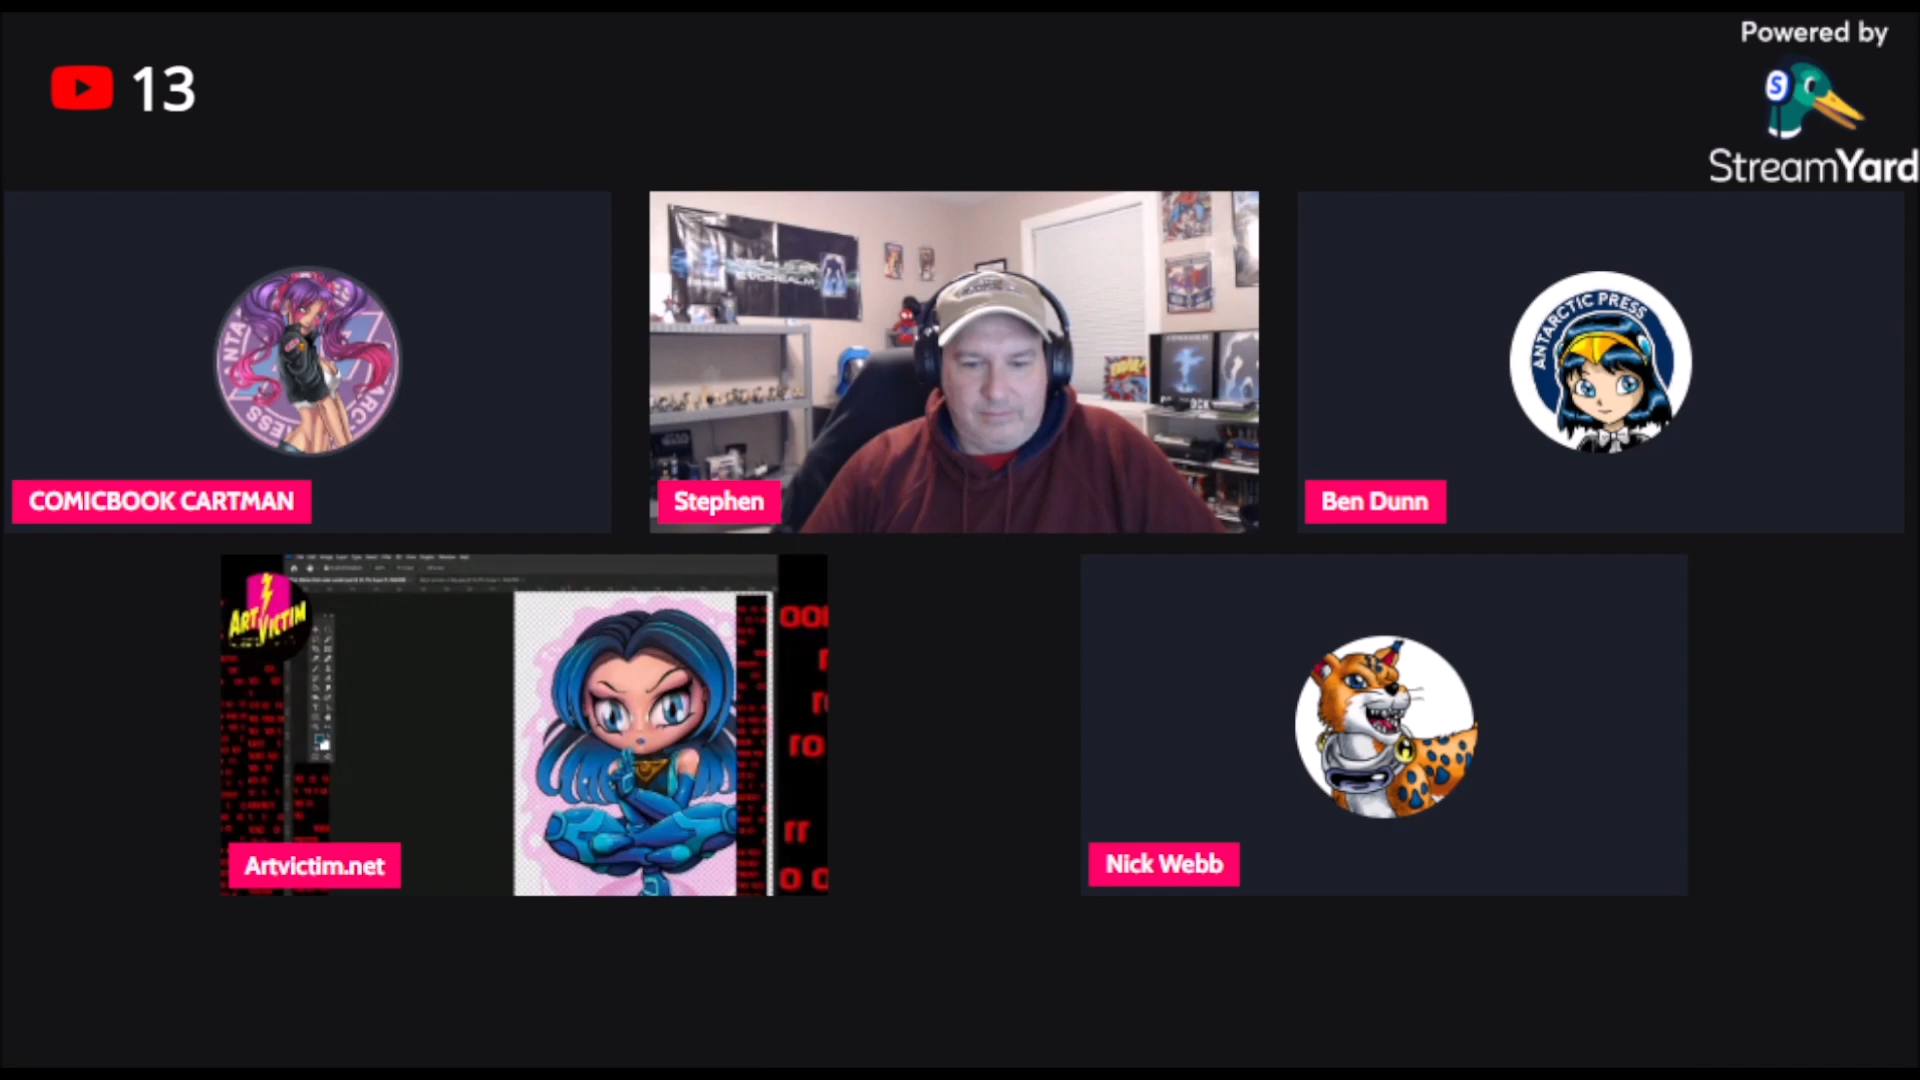 Powered by
13
S
StreamYard
ANTARCTIC PRESS
COMICBOOK CARTMAN
Stephen
Ben Dunn
ART VICTIM
Artvictim.net
Nick Webb